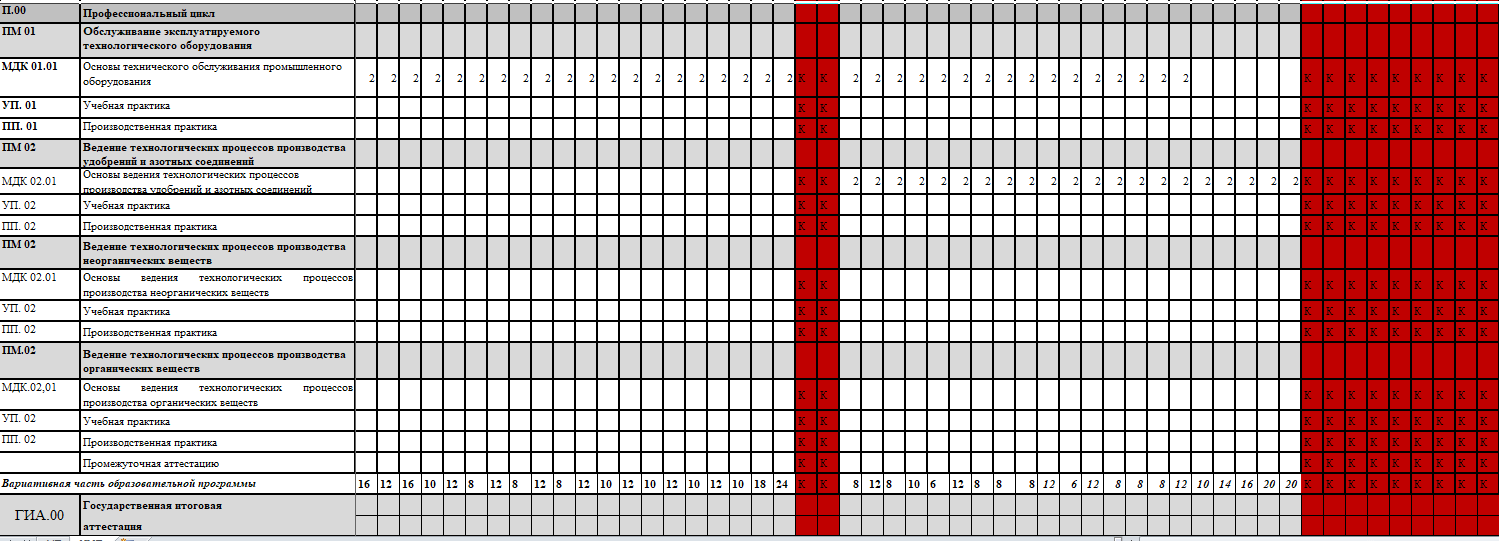 П.00 Профессиональный цикл
ПМ 01 Обслуживание эксплуатируемого
технологического оборудования
МДК 01.01 Основы технического обслуживания промышленного
оборудования 2 2 2 2 2 2 2 2 2 2 2 2 2 2 2 2 2 2 2 2 К К 2 2 2 2 2 2 2 2 2 2 2 2 2 2 2 2 К К К К К К К К К
УП. 01 Учебная практика К К К К К К К К К К К
ПП. 01 Производственная практика К К К К К К К К К К К
ПМ 02 Ведение технологических процессов производства
удобрений и азотных соединений
МДК 02.01 Основы ведения технологических процессов
производства удобрений и азотных соединений К К 2 2 2 2 2 2 2 2 2 2 2 2 2 2 2 2 2 2 2 2 2 К К К К К К К К К
УП. 02 Учебная практика К К К К К К К К К К К
ПП. 02 Производственная практика К К К К К К К К К К К
ПМ 02 Ведение технологических процессов производства
неорганических веществ
МДК 02.01 Основы ведения технологических процессов
производства неорганических веществ К К К К К К К К К К К
УП. 02 Учебная практика К К К К К К К К К К К
ПП. 02 Производственная практика К К К К К К К К К К К
ПМ.02 Ведение технологических процессов производства
органических веществ
МДК.02,01 Основы ведения технологических процессов
производства органических веществ К К К К К К К К К К К
УП. 02 Учебная практика К К К К К К К К К К К
ПП. 02 Производственная практика К К К К К К К К К К К
Промежуточная аттестацию К К К К К К К К К К К
Вариативная часть образовательной программы 16 12 16 10 12 8 12 8 12 8 12 10 12 10 12 10 12 10 18 24 К К 8 12 8 10 6 12 8 8 8 12 6 12 8 8 8 12 10 14 16 20 20 К К К К К К К К К
ГИА.00 Государственная итоговая
аттестация